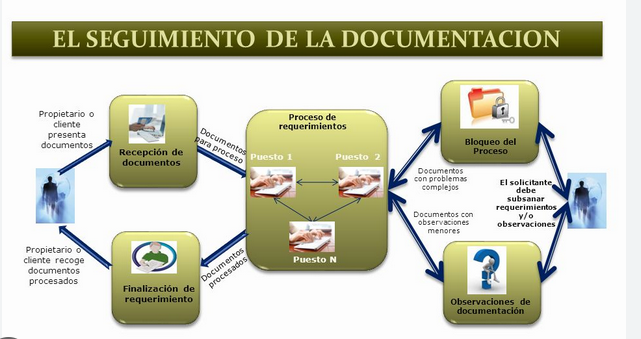 EL SEGUIMIENTO DE LA DOCUMENTACION
Propietario o
cliente
presenta
documentos
Recepción de
documentos
Documentos
para proceso
Proceso de
requerimientos
Puesto 1
Puesto 2
Puesto N
Bloqueo del
Proceso
Documentos
con problemas
complejos
El solicitante
debe
subsanar
requerimientos
y/o
observaciones
Documentos con
observaciones
menores
Observaciones de
documentación
Documentos
procesados
Finalización de
requerimiento
Propietario o
cliente recoge
documentos
procesados